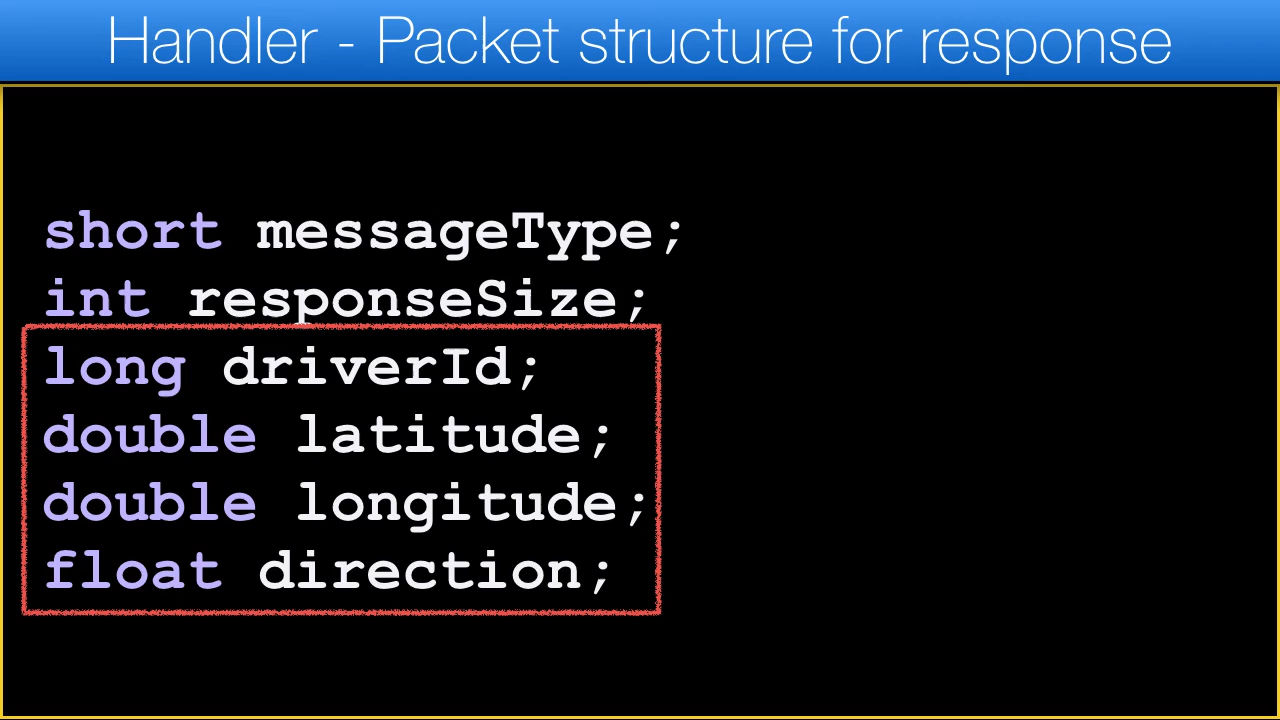 Handler - Packet structure for response
short messageType;
int responseSize;
long driverId;
double latitude;
double longitude;
float direction;